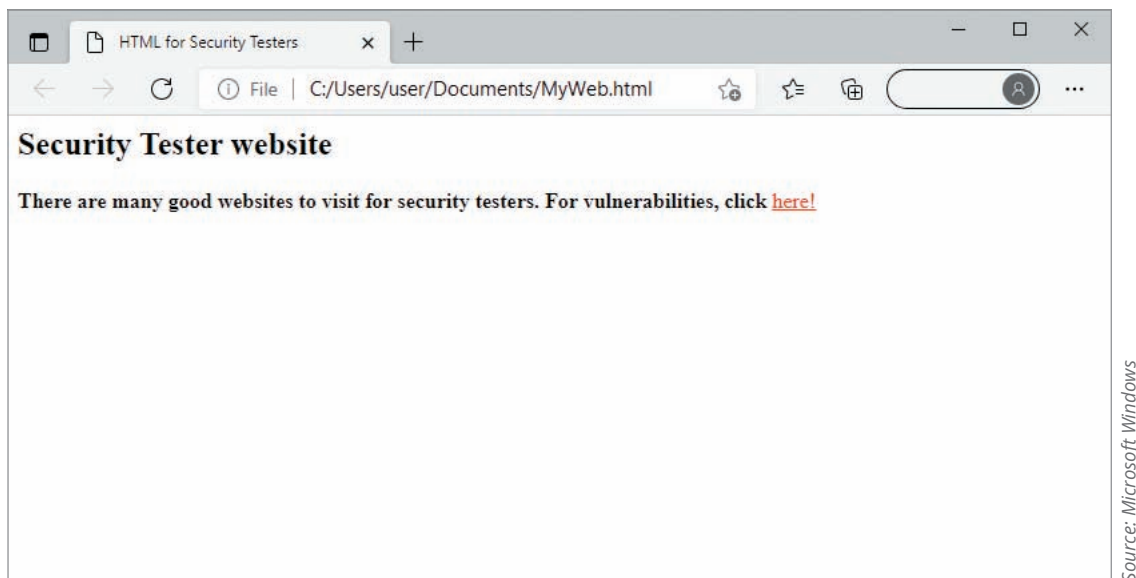 HTML for Security Testers
File | C:/Users/user/Documents/MyWeb.html
Security Tester website
There are many good websites to visit for security testers. For vulnerabilities, click here!
Source: Microsoft Windows